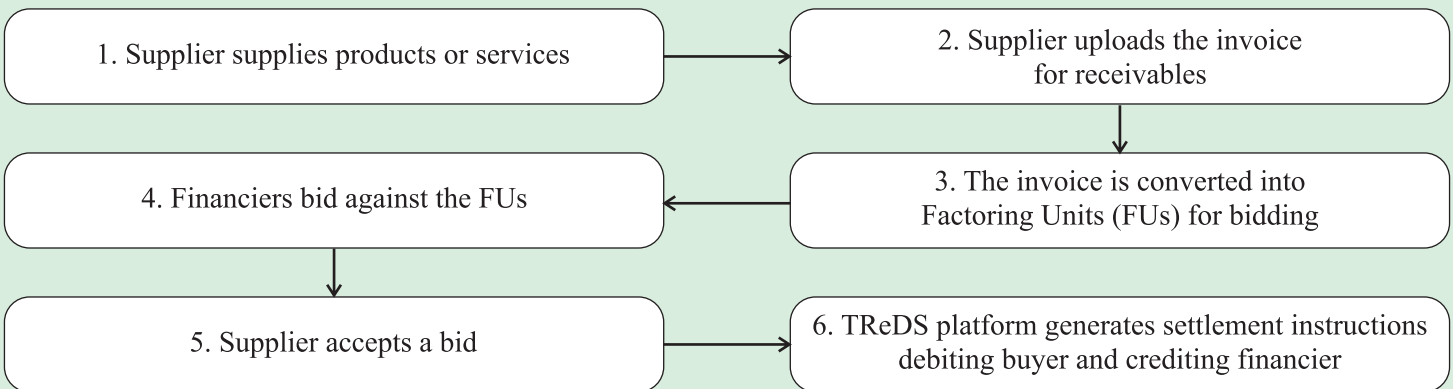 1. Supplier supplies products or services
2. Supplier uploads the invoice
for receivables
3. The invoice is converted into
Factoring Units (FUs) for bidding
4. Financiers bid against the FUs
5. Supplier accepts a bid
6. TReDS platform generates settlement instructions
debiting buyer and crediting financier